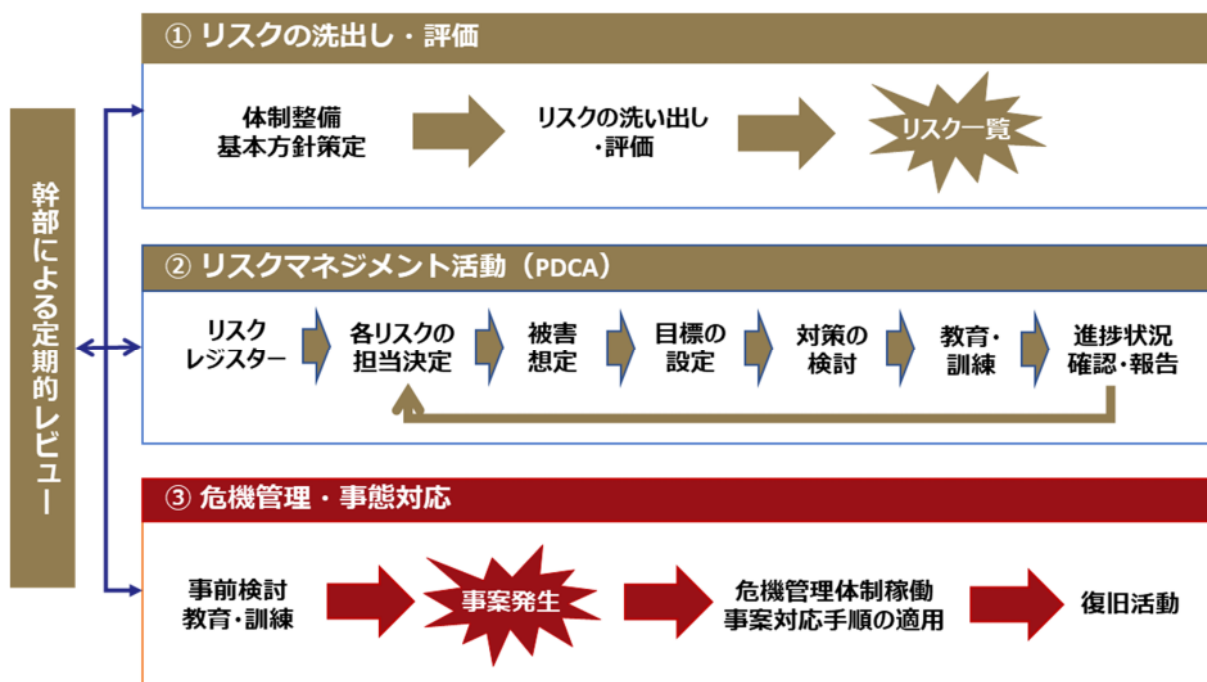 ① リスクの洗出し・評価
体制整備
基本方針策定
リスクの洗い出し
・評価
リスク一覧
幹部による定期的レビュー
② リスクマネジメント活動（PDCA）
リスク
レジスター
各リスクの
担当決定
被害
想定
目標の
設定
対策の
検討
教育・
訓練
進捗状況
確認・報告
③ 危機管理・事態対応
事前検討
教育・訓練
事案発生
危機管理体制稼働
事案対応手順の適用
復旧活動